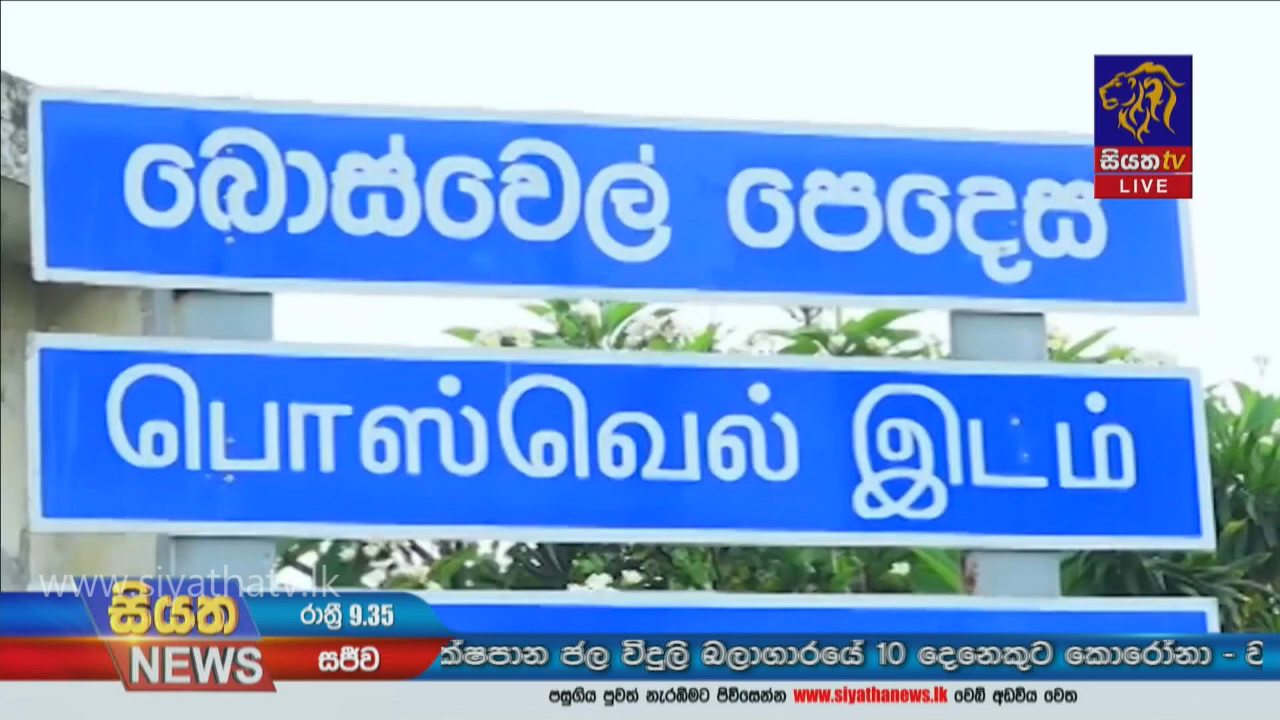 බොස්වෙල් පෙදෙස
பொஸ்வெல் இடம்
සියත tv
LIVE
www.siyathatv.lk
සියත
NEWS
රාත්‍රී 9.35
සජීව
ක්ෂපාන ජල විදුලි බලාගාරයේ 10 දෙනෙකුට කොරෝනා - ව
පසුගිය පුවත් නැරඹීමට පිවිසෙන්න www.siyathanews.lk වෙබ් අඩවිය වෙත